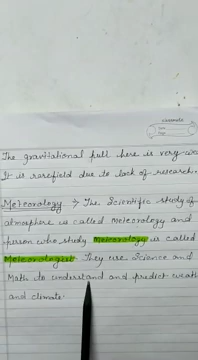 The gravitational pull here is very
It is rarefield due to lack of research.
Meteorology → The Scientific study of
atmosphere is called meteorology and
person who study Meteorology is called
Meteorologist. They use Science and
Math to understand and predict weat
and climate.